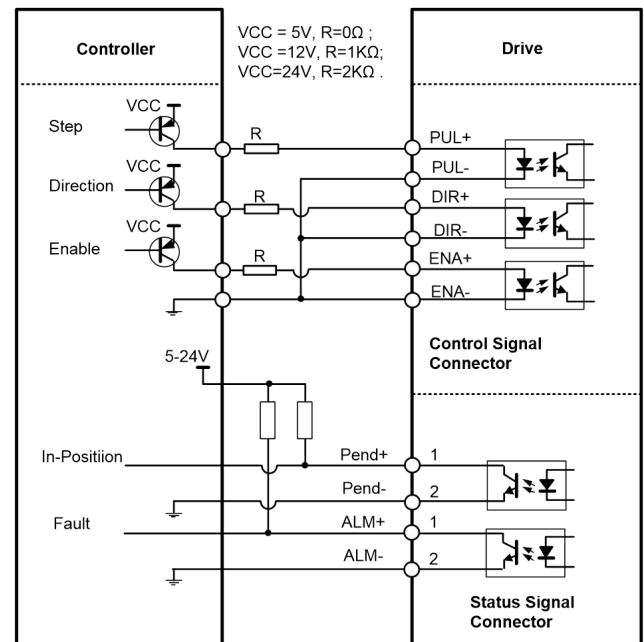 Controller
VCC = 5V, R=0Ω ;
VCC =12V, R=1KΩ;
VCC=24V, R=2KΩ .
Drive
VCC
Step
R
PUL+
PUL-
VCC
Direction
R
DIR+
DIR-
VCC
Enable
R
ENA+
ENA-
Control Signal
Connector
5-24V
In-Positiion
Pend+
1
Pend-
2
Fault
ALM+
1
ALM-
2
Status Signal
Connector